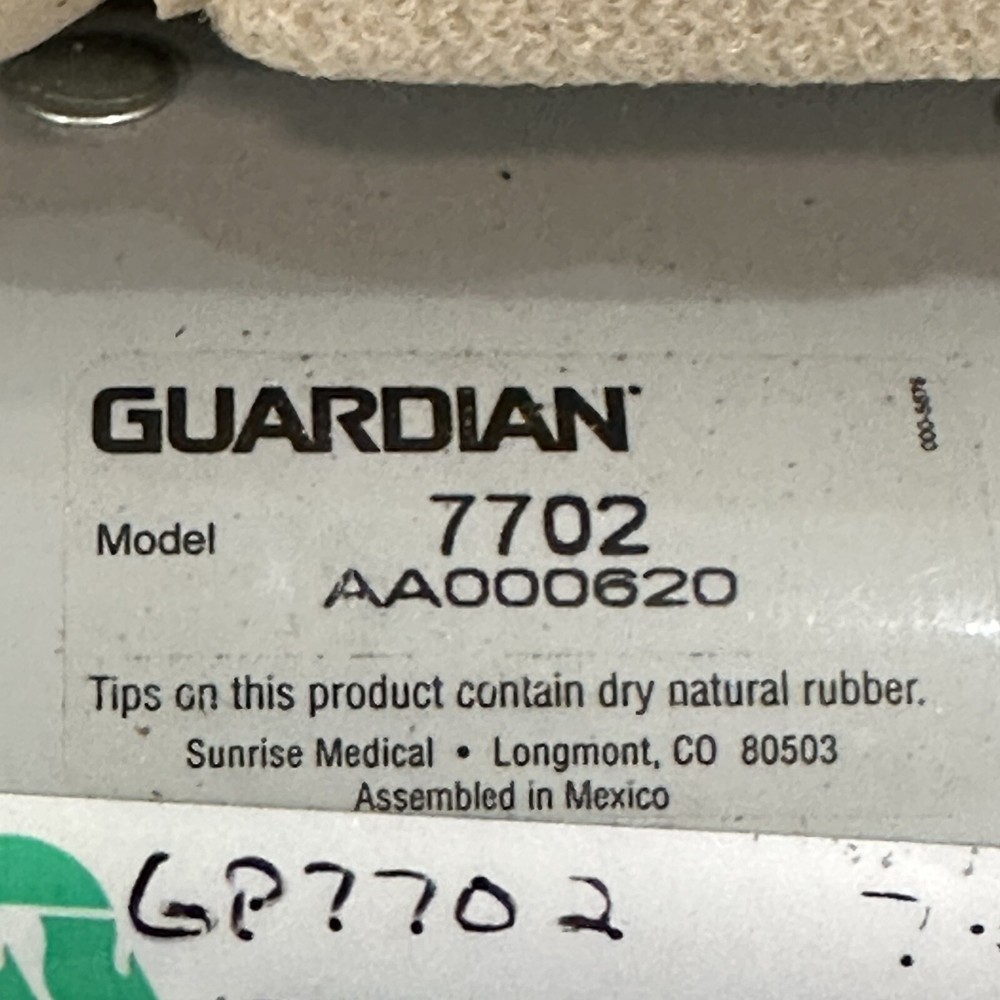 GUARDIAN
Model 7702
AA000620
Tips on this product contain dry natural rubber.
Sunrise Medical • Longmont, CO 80503
Assembled in Mexico
GP7702